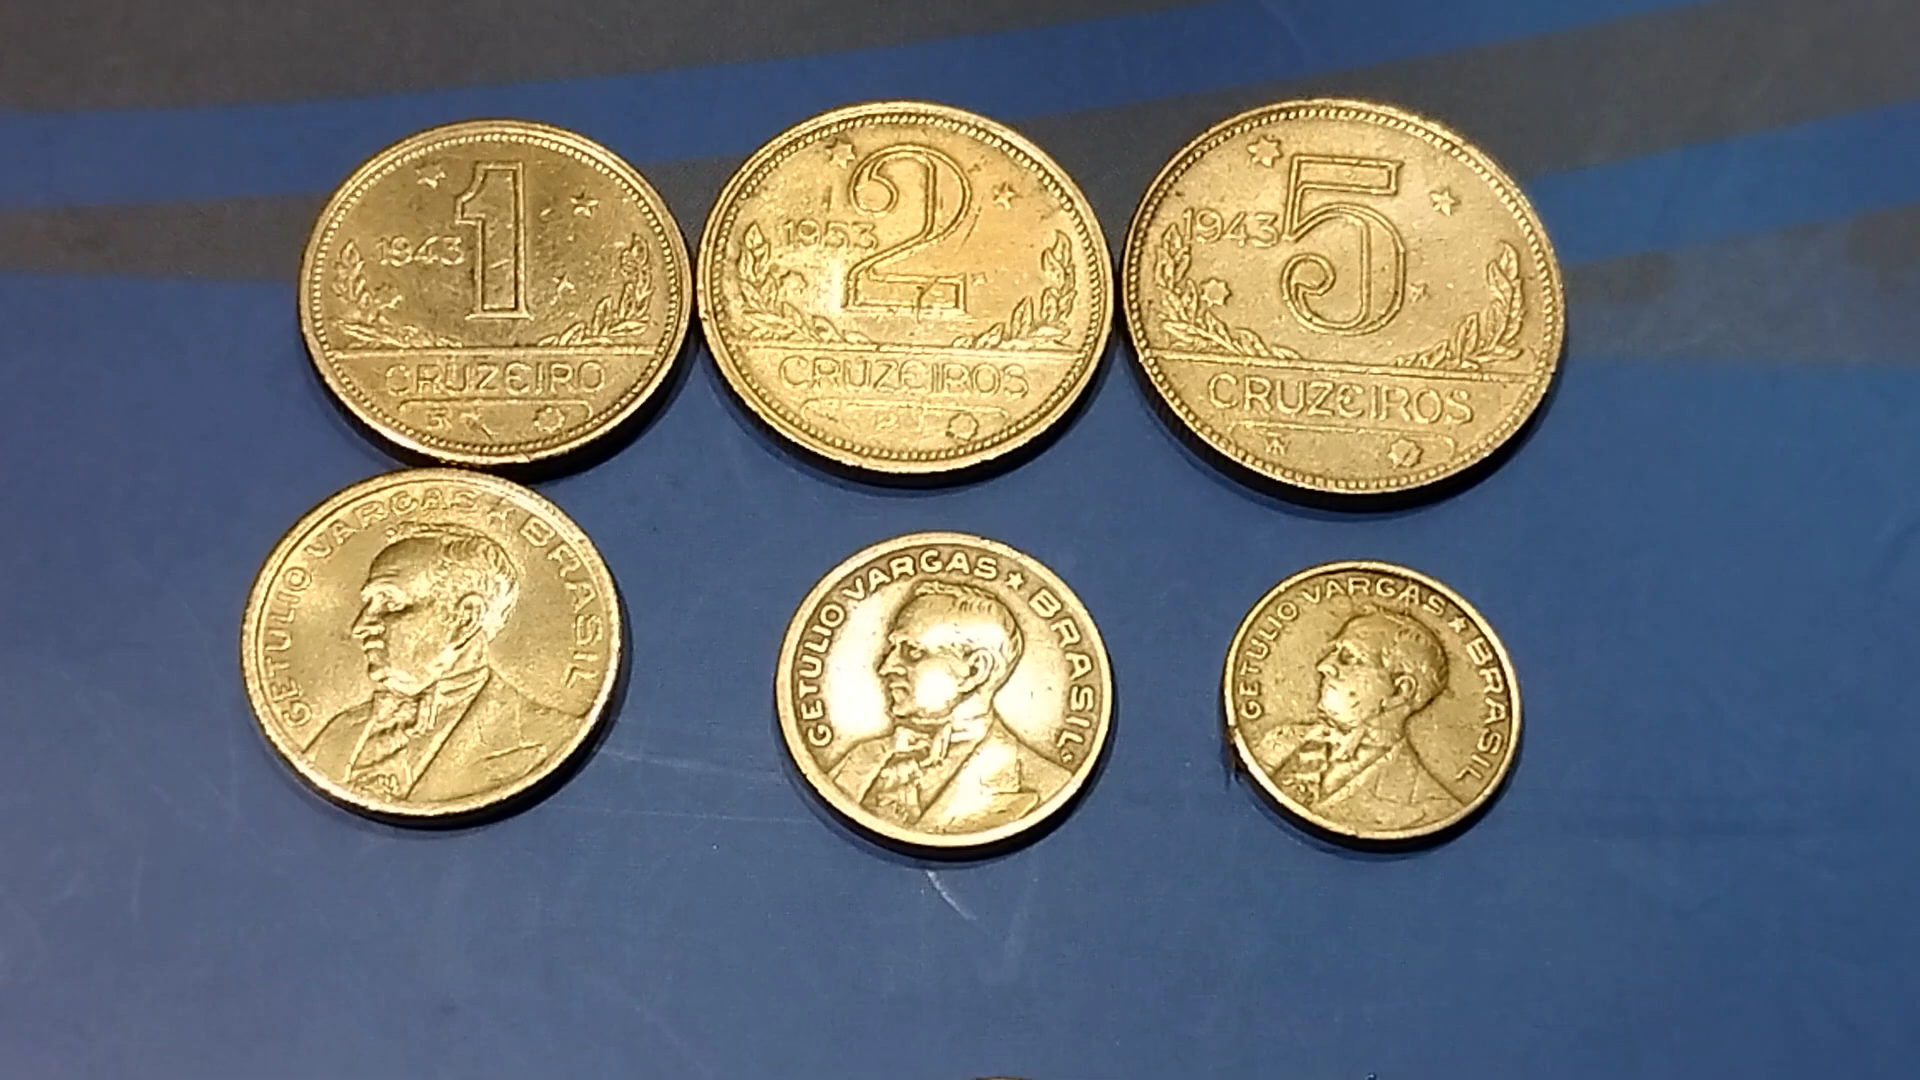 1943 1
CRUZEIRO
1953 2
CRUZEIROS
1943 5
CRUZEIROS
GETULIO VARGAS ★ BRASIL
GETULIO VARGAS ★ BRASIL
GETULIO VARGAS ★ BRASIL